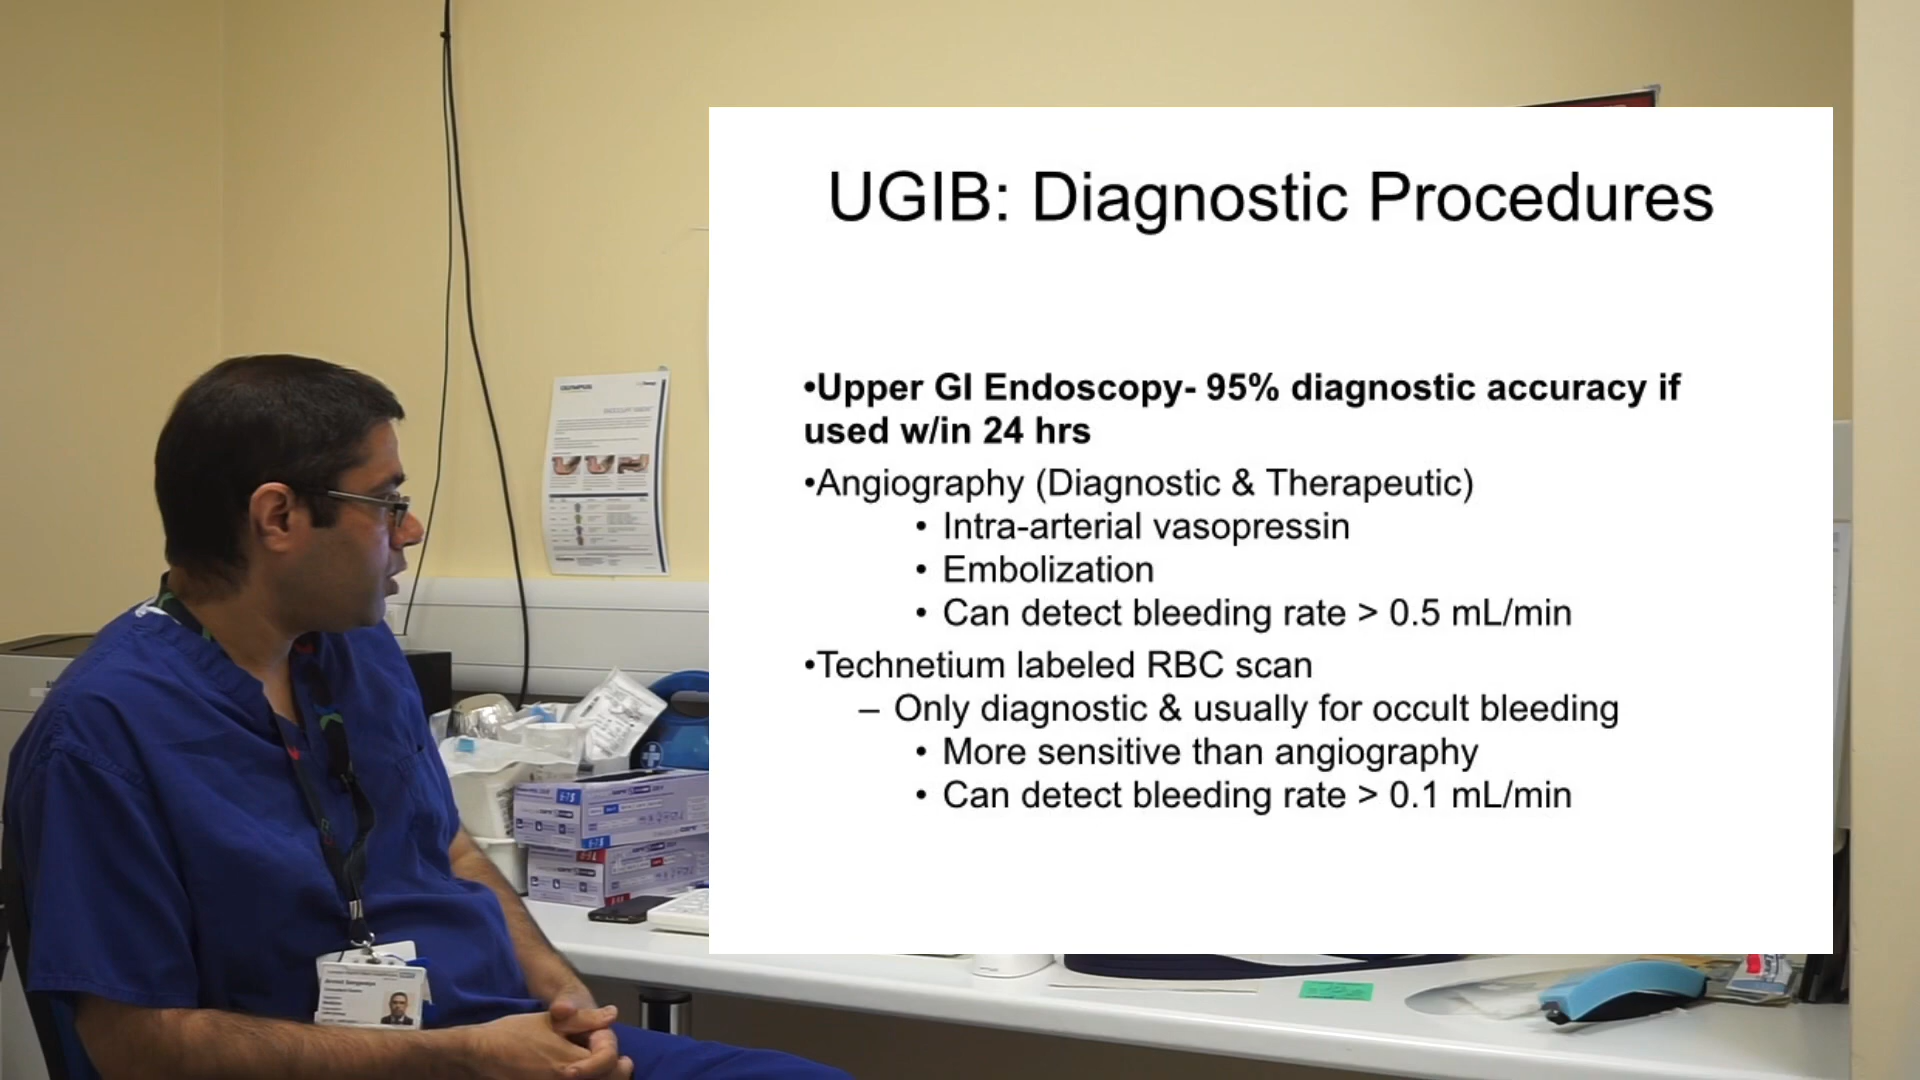 UGIB: Diagnostic Procedures
•Upper GI Endoscopy- 95% diagnostic accuracy if
used w/in 24 hrs
•Angiography (Diagnostic & Therapeutic)
• Intra-arterial vasopressin
• Embolization
• Can detect bleeding rate > 0.5 mL/min
•Technetium labeled RBC scan
– Only diagnostic & usually for occult bleeding
• More sensitive than angiography
• Can detect bleeding rate > 0.1 mL/min
OLYMPUS